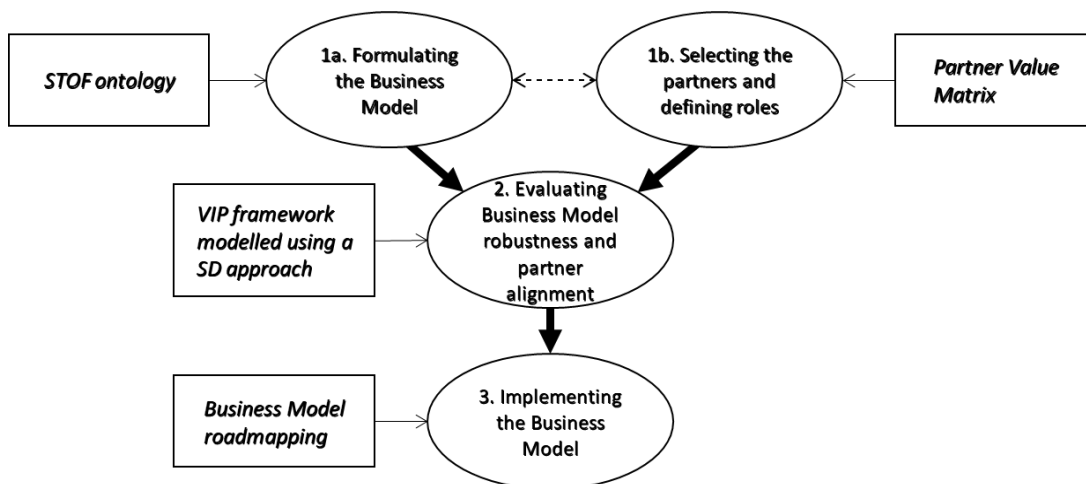 STOF ontology
1a. Formulating
the Business
Model
1b. Selecting the
partners and
defining roles
Partner Value
Matrix
VIP framework
modelled using a
SD approach
2. Evaluating
Business Model
robustness and
partner
alignment
Business Model
roadmapping
3. Implementing
the Business
Model